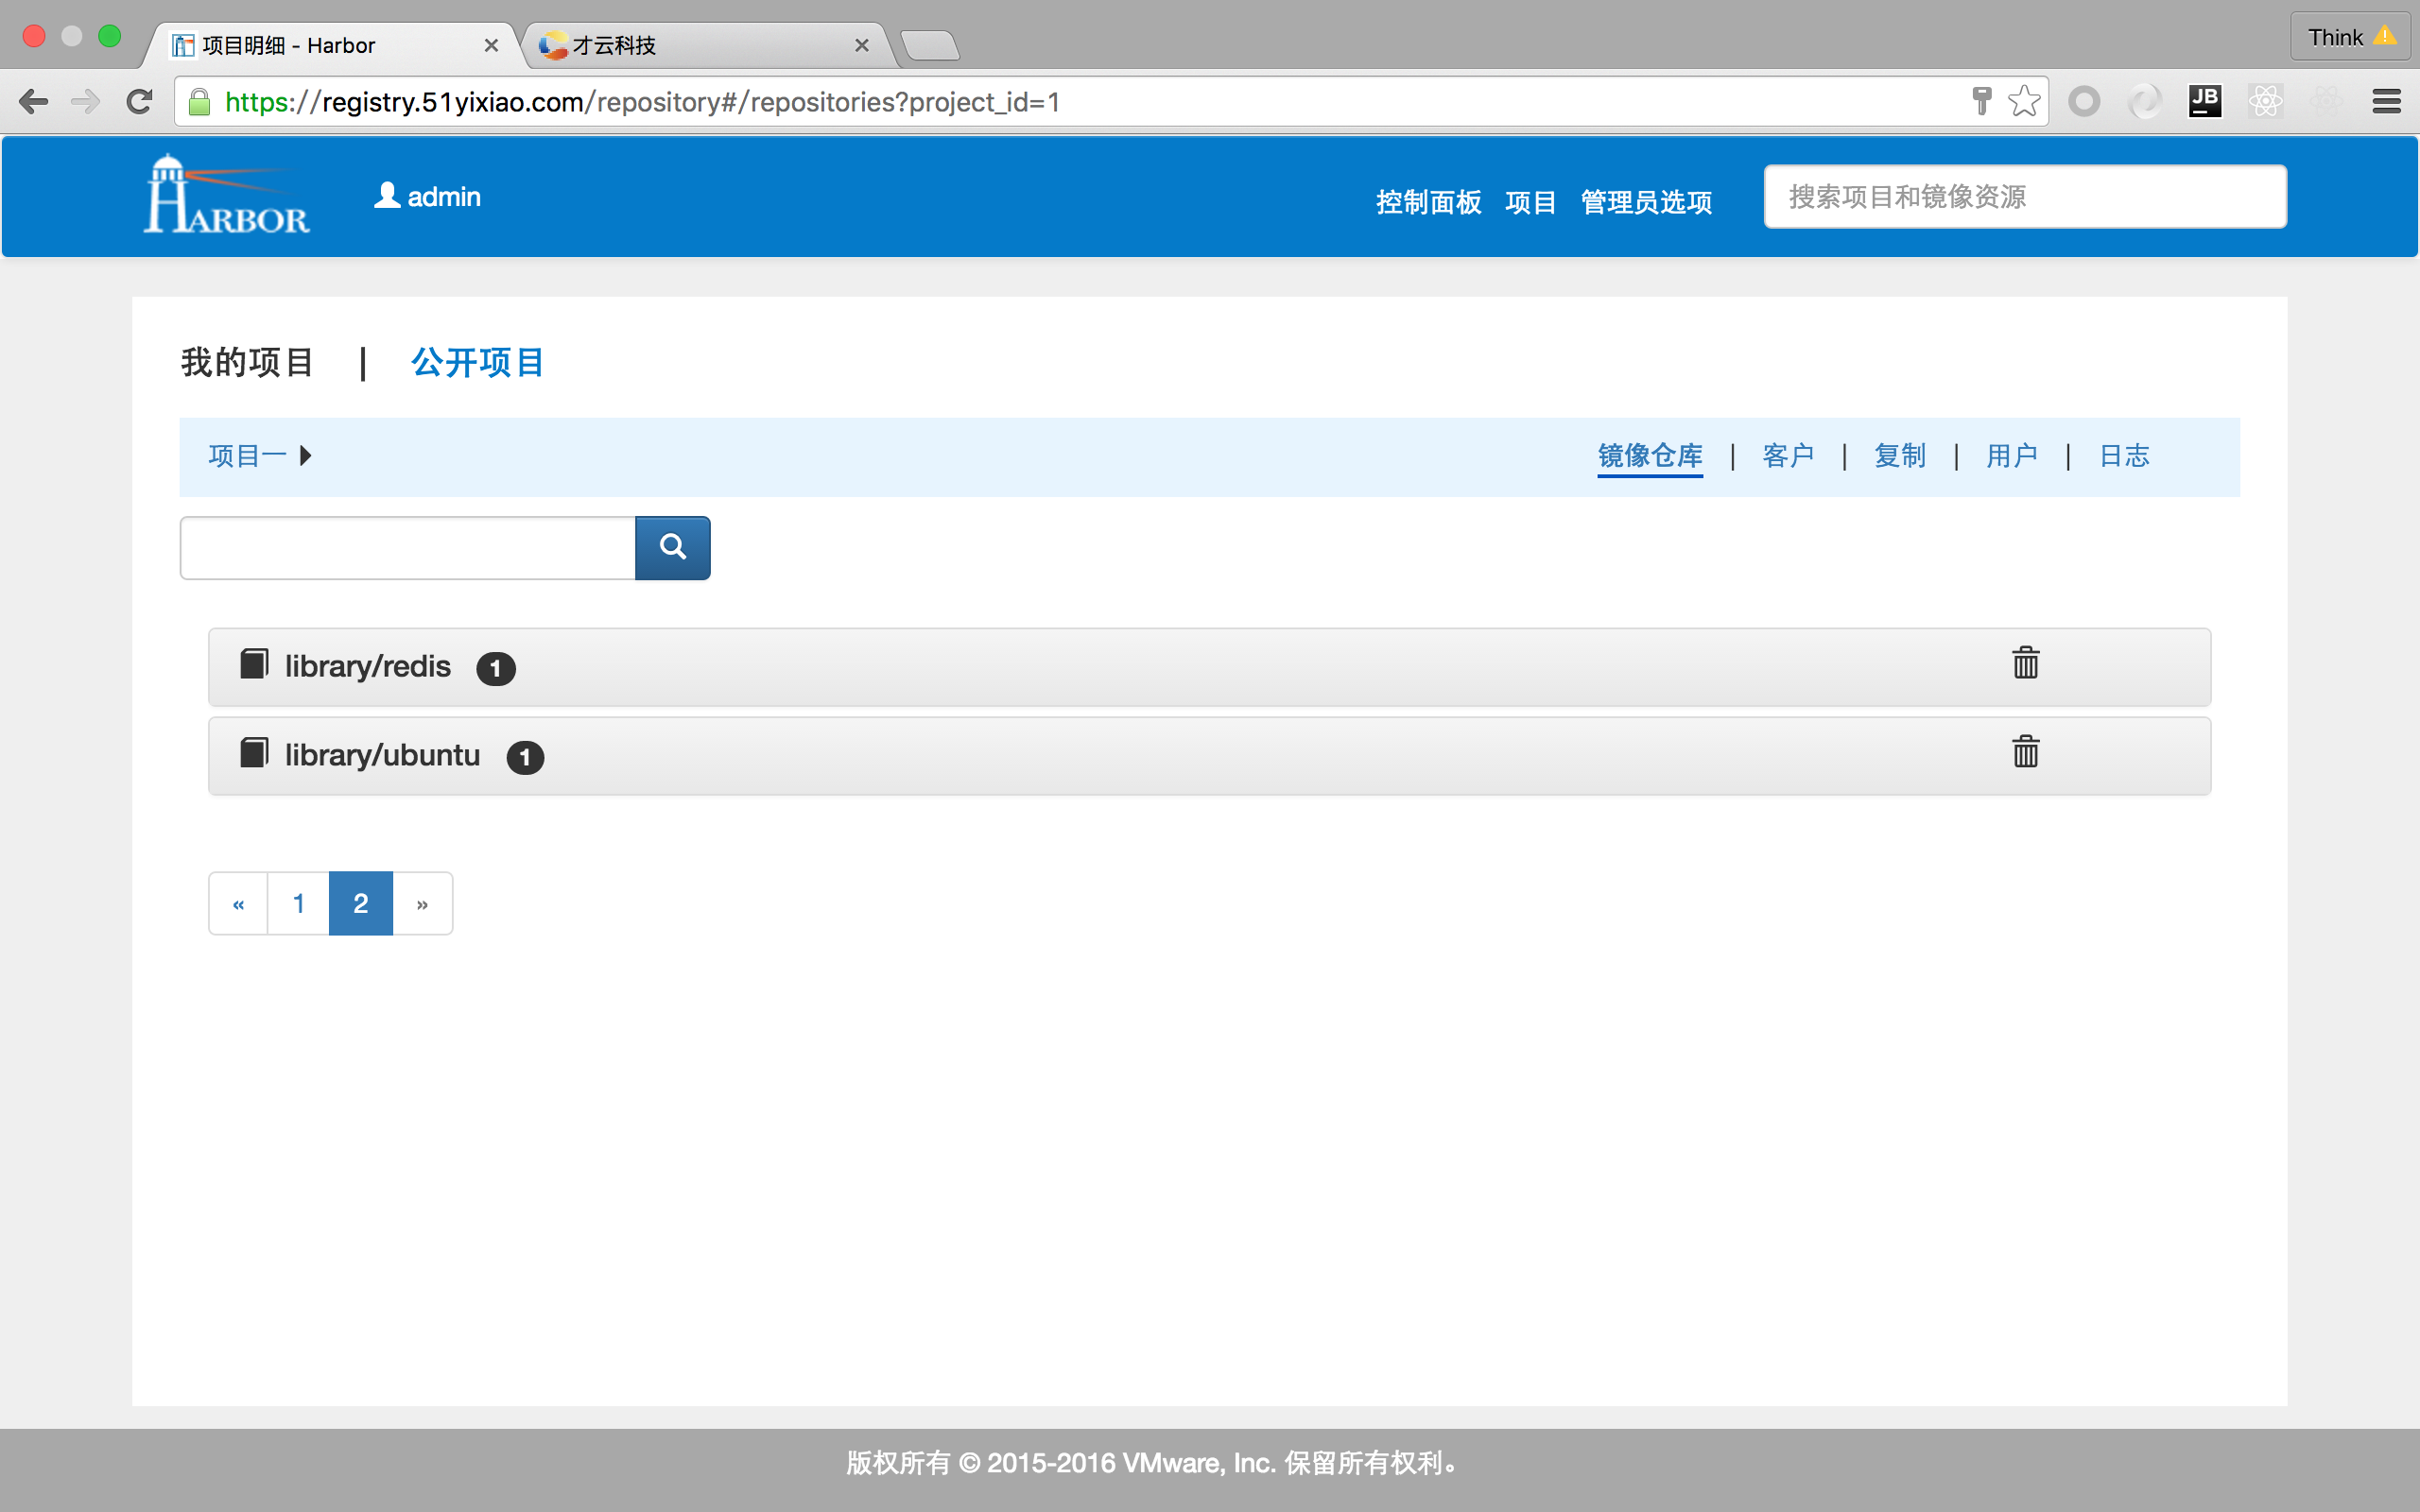 项目明细 - Harbor
才云科技
Think
https://registry.51yixiao.com/repository#/repositories?project_id=1
JB
HARBOR
admin
控制面板 项目 管理员选项
搜索项目和镜像资源
我的项目 | 公开项目
项目一
镜像仓库 | 客户 | 复制 | 用户 | 日志
library/redis 1
library/ubuntu 1
« 1 2 »
版权所有 © 2015-2016 VMware, Inc. 保留所有权利。